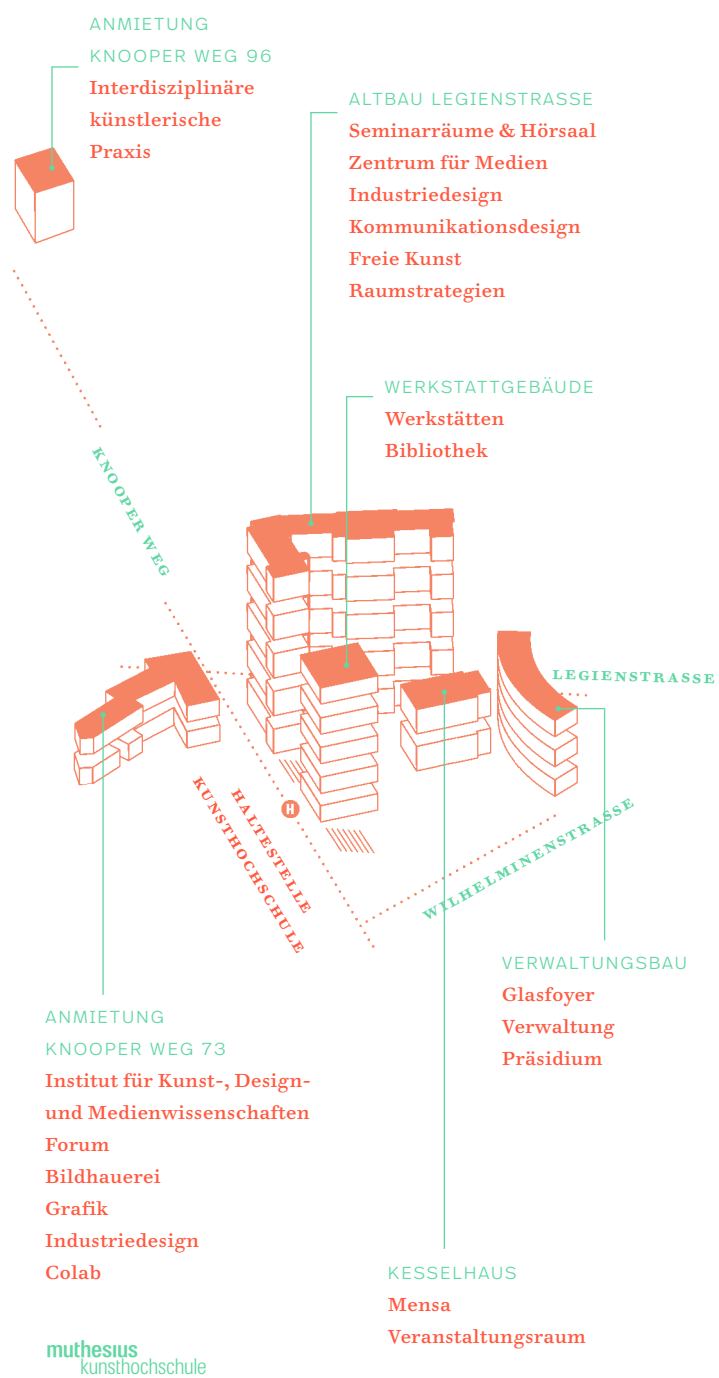 ANMIETUNG
KNOOPER WEG 96
Interdisziplinäre
künstlerische
Praxis
ALTBAU LEGIENSTRASSE
Seminarräume & Hörsaal
Zentrum für Medien
Industriedesign
Kommunikationsdesign
Freie Kunst
Raumstrategien
WERKSTATTGEBÄUDE
Werkstätten
Bibliothek
KNOOPER WEG
LEGIENSTRASSE
HALTESTELLE
KUNSTHOCHSCHULE
H
WILHELMINENSTRASSE
VERWALTUNGSBAU
Glasfoyer
Verwaltung
Präsidium
ANMIETUNG
KNOOPER WEG 73
Institut für Kunst-, Design-
und Medienwissenschaften
Forum
Bildhauerei
Grafik
Industriedesign
Colab
KESSELHAUS
Mensa
Veranstaltungsraum
muthesius
kunsthochschule